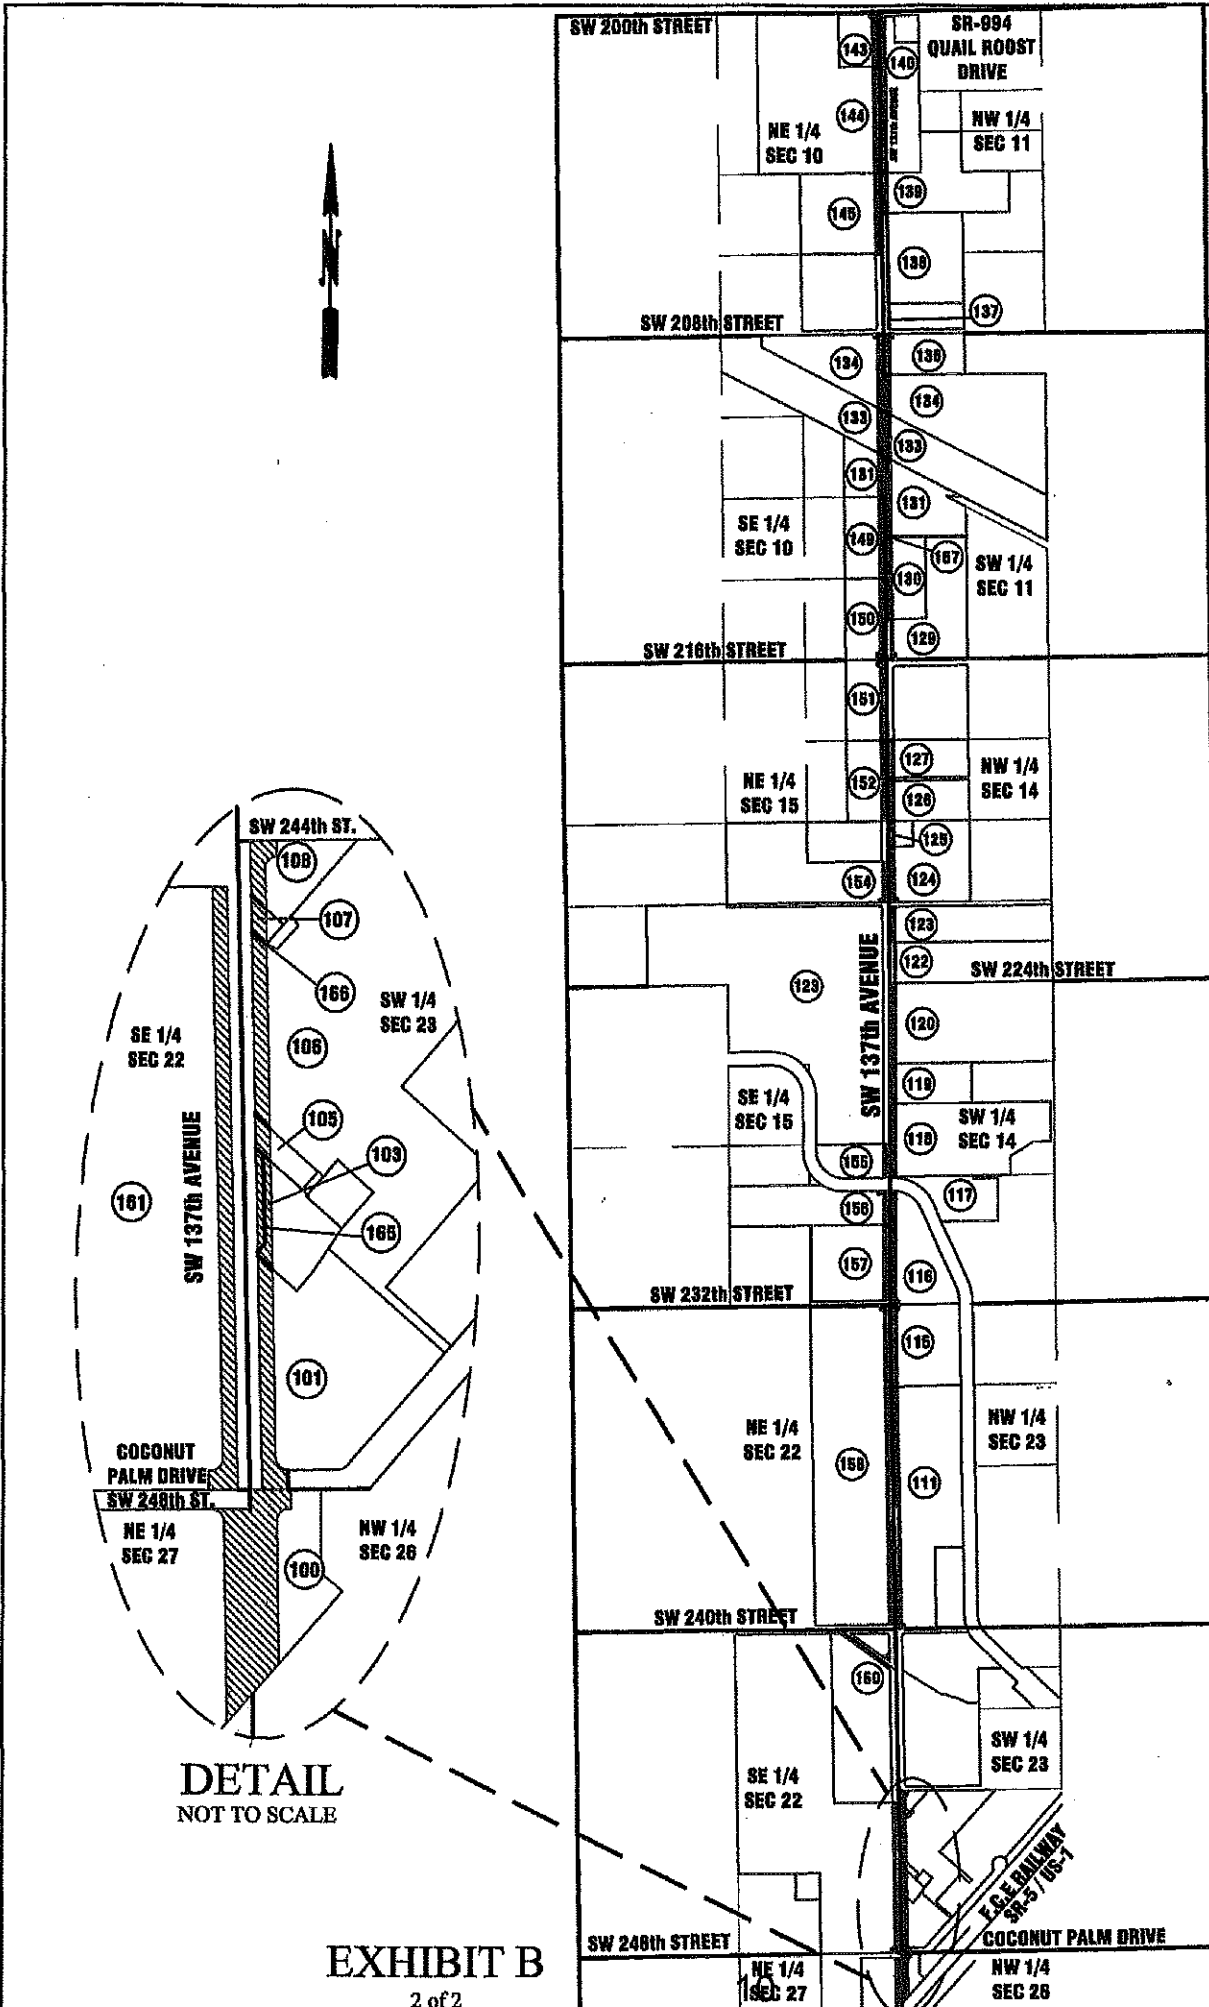 SW 200th STREET
SR-994
QUAIL ROOST
DRIVE
143
140
144
NE 1/4
SEC 10
NW 1/4
SEC 11
139
145
138
137
SW 208th STREET
136
134
134
133
133
131
131
SE 1/4
SEC 10
149
167
SW 1/4
SEC 11
130
150
129
SW 216th STREET
151
127
NW 1/4
SEC 14
NE 1/4
SEC 15
152
126
125
154
124
123
122
SW 224th STREET
123
SW 137th AVENUE
120
119
SE 1/4
SEC 15
118
SW 1/4
SEC 14
155
156
117
157
116
SW 232th STREET
115
NE 1/4
SEC 22
NW 1/4
SEC 23
158
111
SW 240th STREET
160
SW 1/4
SEC 23
SE 1/4
SEC 22
F.C.E RAILWAY
SR-5 / US-1
SW 248th STREET
COCONUT PALM DRIVE
NE 1/4
SEC 27
10
NW 1/4
SEC 26
N
SW 244th ST.
108
107
166
SE 1/4
SEC 22
SW 1/4
SEC 23
106
105
103
161
SW 137th AVENUE
165
101
COCONUT
PALM DRIVE
SW 248th ST.
NE 1/4
SEC 27
NW 1/4
SEC 26
100
DETAIL
NOT TO SCALE
EXHIBIT B
2 of 2